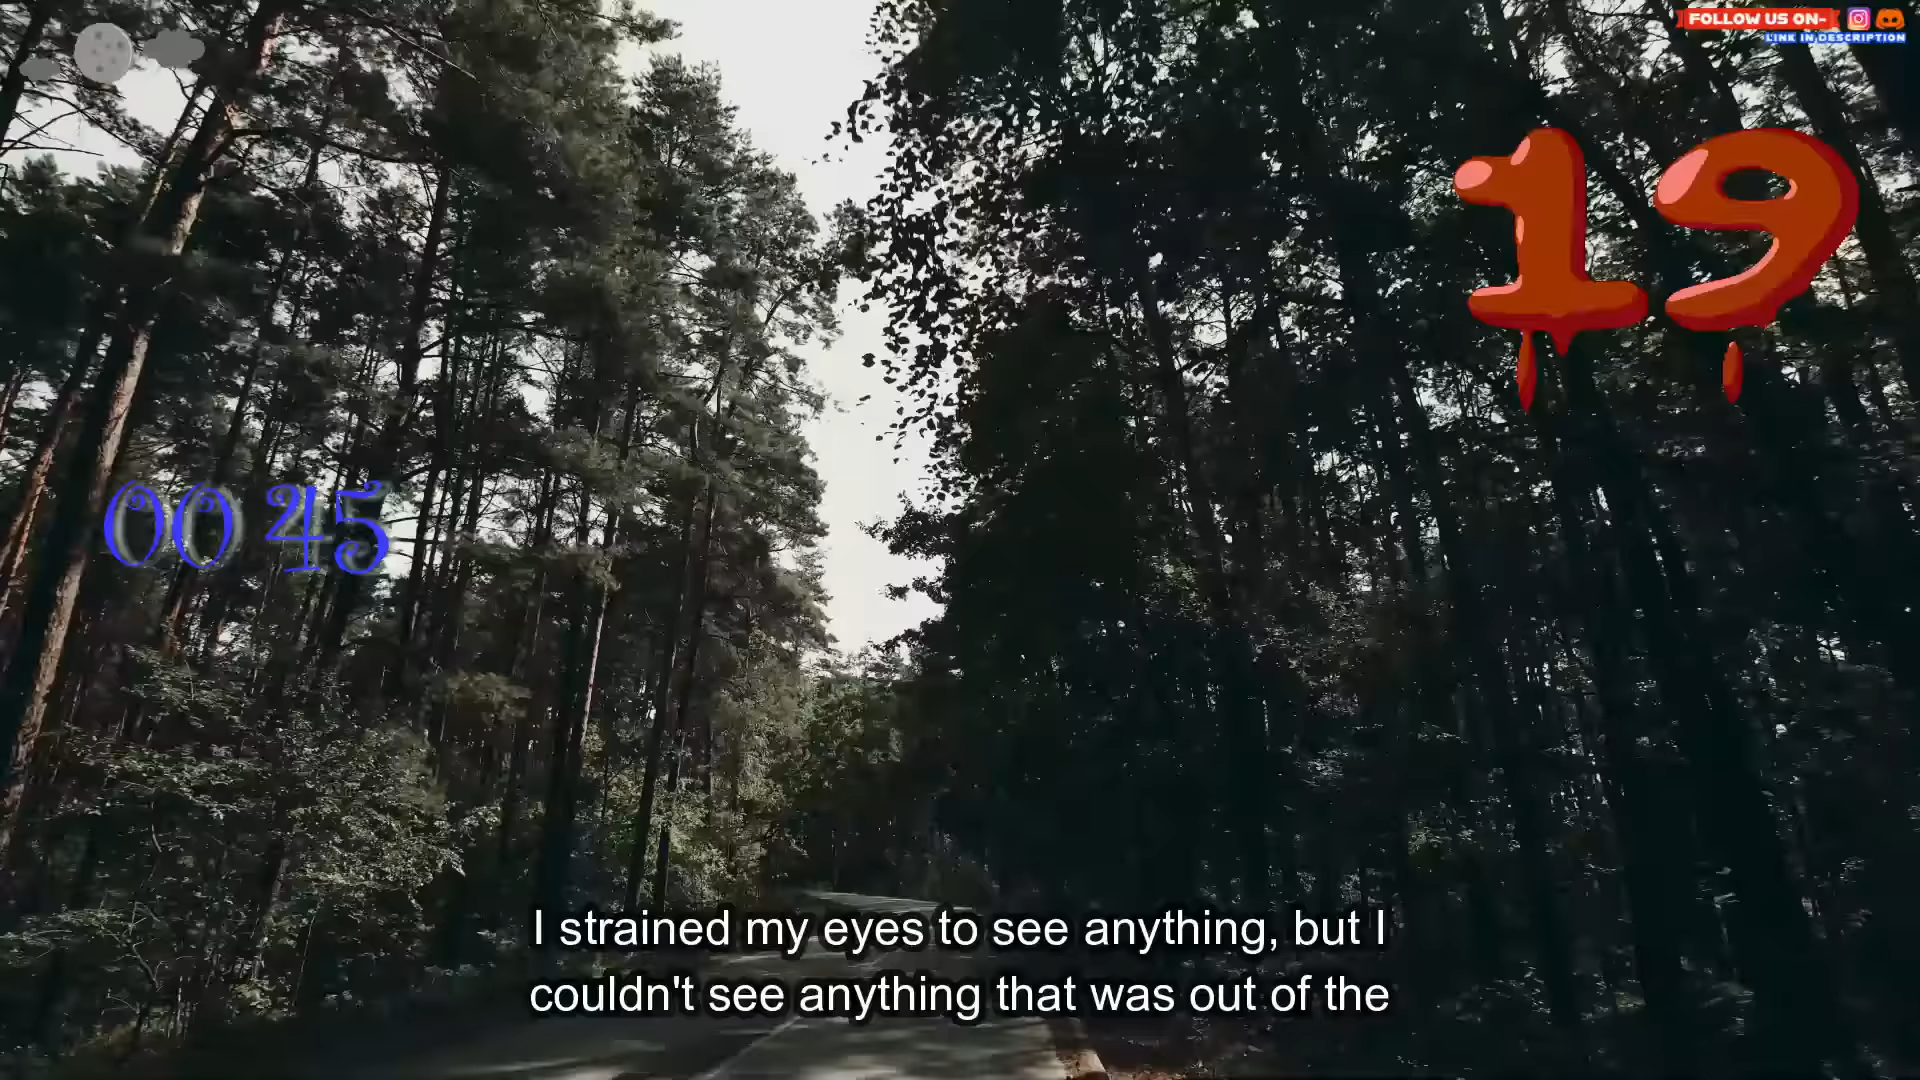 FOLLOW US ON-
LINK IN DESCRIPTION
19
00 45
I strained my eyes to see anything, but I
couldn't see anything that was out of the